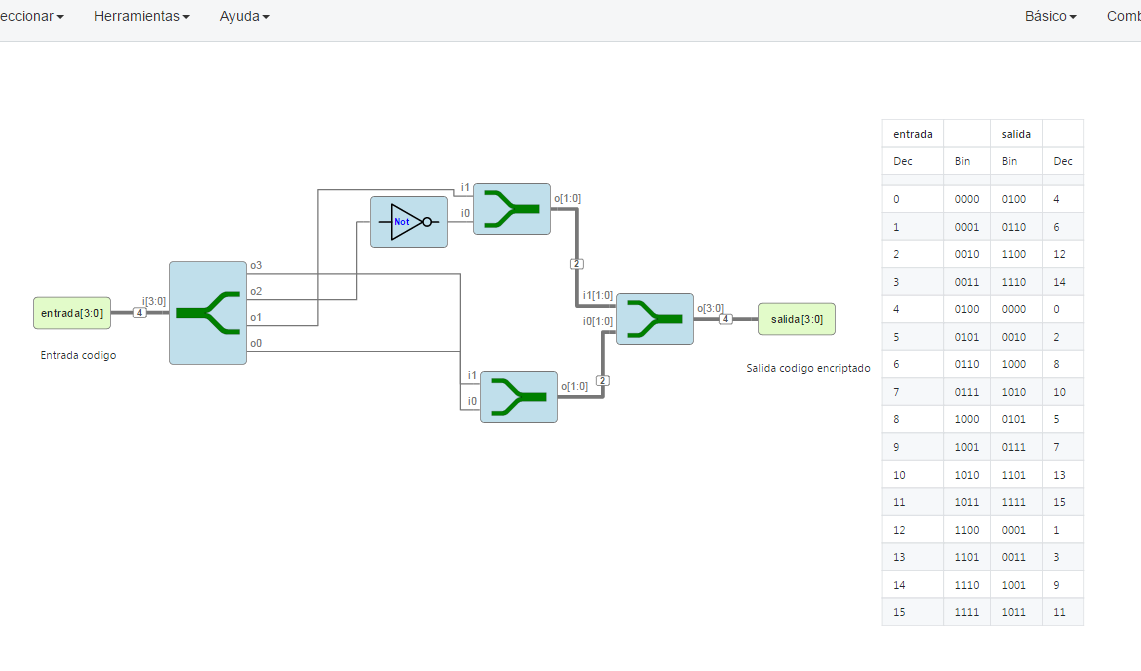 eccionar Herramientas Ayuda Básico Comb
i1
o[1:0]
i0
Not
o3
2
o2
i[3:0]
i1[1:0]
o[3:0]
entrada[3:0]
4
o1
i0[1:0]
4
salida[3:0]
o0
Entrada codigo
Salida codigo encriptado
i1
o[1:0]
2
i0
entrada salida
Dec Bin Bin Dec
0 0000 0100 4
1 0001 0110 6
2 0010 1100 12
3 0011 1110 14
4 0100 0000 0
5 0101 0010 2
6 0110 1000 8
7 0111 1010 10
8 1000 0101 5
9 1001 0111 7
10 1010 1101 13
11 1011 1111 15
12 1100 0001 1
13 1101 0011 3
14 1110 1001 9
15 1111 1011 11